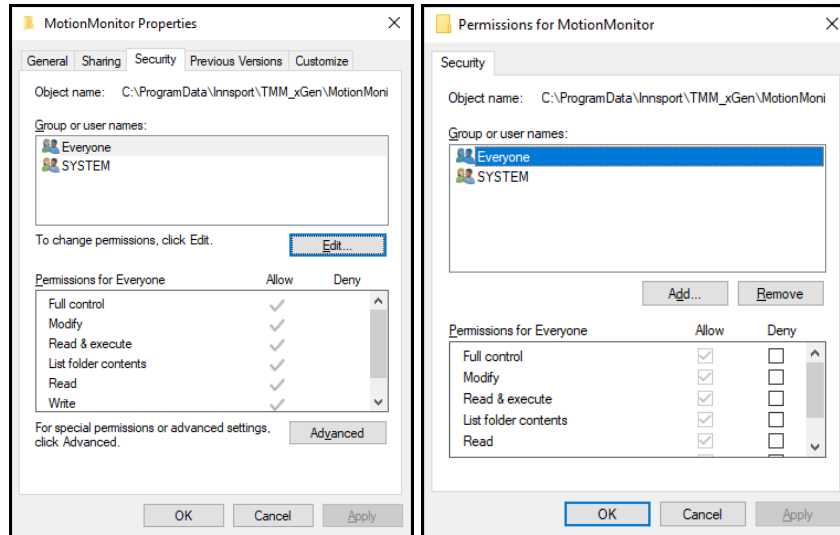 MotionMonitor Properties
General Sharing Security Previous Versions Customize
Object name: C:\ProgramData\Innsport\TMM_xGen\MotionMoni
Group or user names:
Everyone
SYSTEM
To change permissions, click Edit.
Edit...
Permissions for Everyone Allow Deny
Full control
Modify
Read & execute
List folder contents
Read
Write
For special permissions or advanced settings,
click Advanced.
Advanced
OK Cancel Apply
Permissions for MotionMonitor
Security
Object name: C:\ProgramData\Innsport\TMM_xGen\MotionMoni
Group or user names:
Everyone
SYSTEM
Add... Remove
Permissions for Everyone Allow Deny
Full control
Modify
Read & execute
List folder contents
Read
OK Cancel Apply